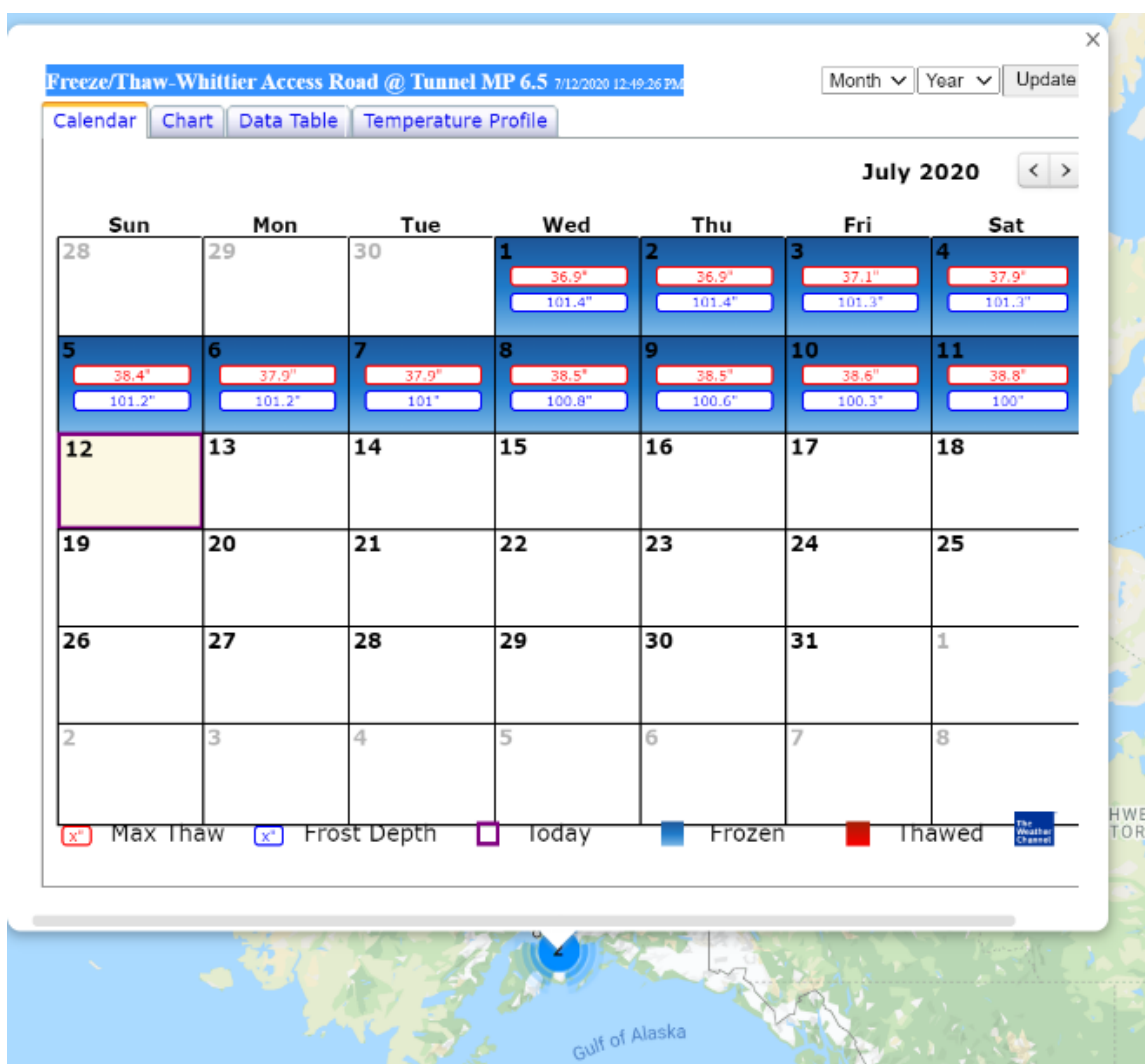 ×
Freeze/Thaw-Whittier Access Road @ Tunnel MP 6.5 7/12/2020 12:49:26 PM
Month Year Update
Calendar Chart Data Table Temperature Profile
July 2020 < >
Sun Mon Tue Wed Thu Fri Sat
28 29 30 1 2 3 4
36.9" 36.9" 37.1" 37.9"
101.4" 101.4" 101.3" 101.3"
5 6 7 8 9 10 11
38.4" 37.9" 37.9" 38.5" 38.5" 38.6" 38.8"
101.2" 101.2" 101" 100.8" 100.6" 100.3" 100"
12 13 14 15 16 17 18
19 20 21 22 23 24 25
26 27 28 29 30 31 1
2 3 4 5 6 7 8
x" Max Thaw x" Frost Depth Today Frozen Thawed The Weather Channel
HWE
TOR
2
Gulf of Alaska